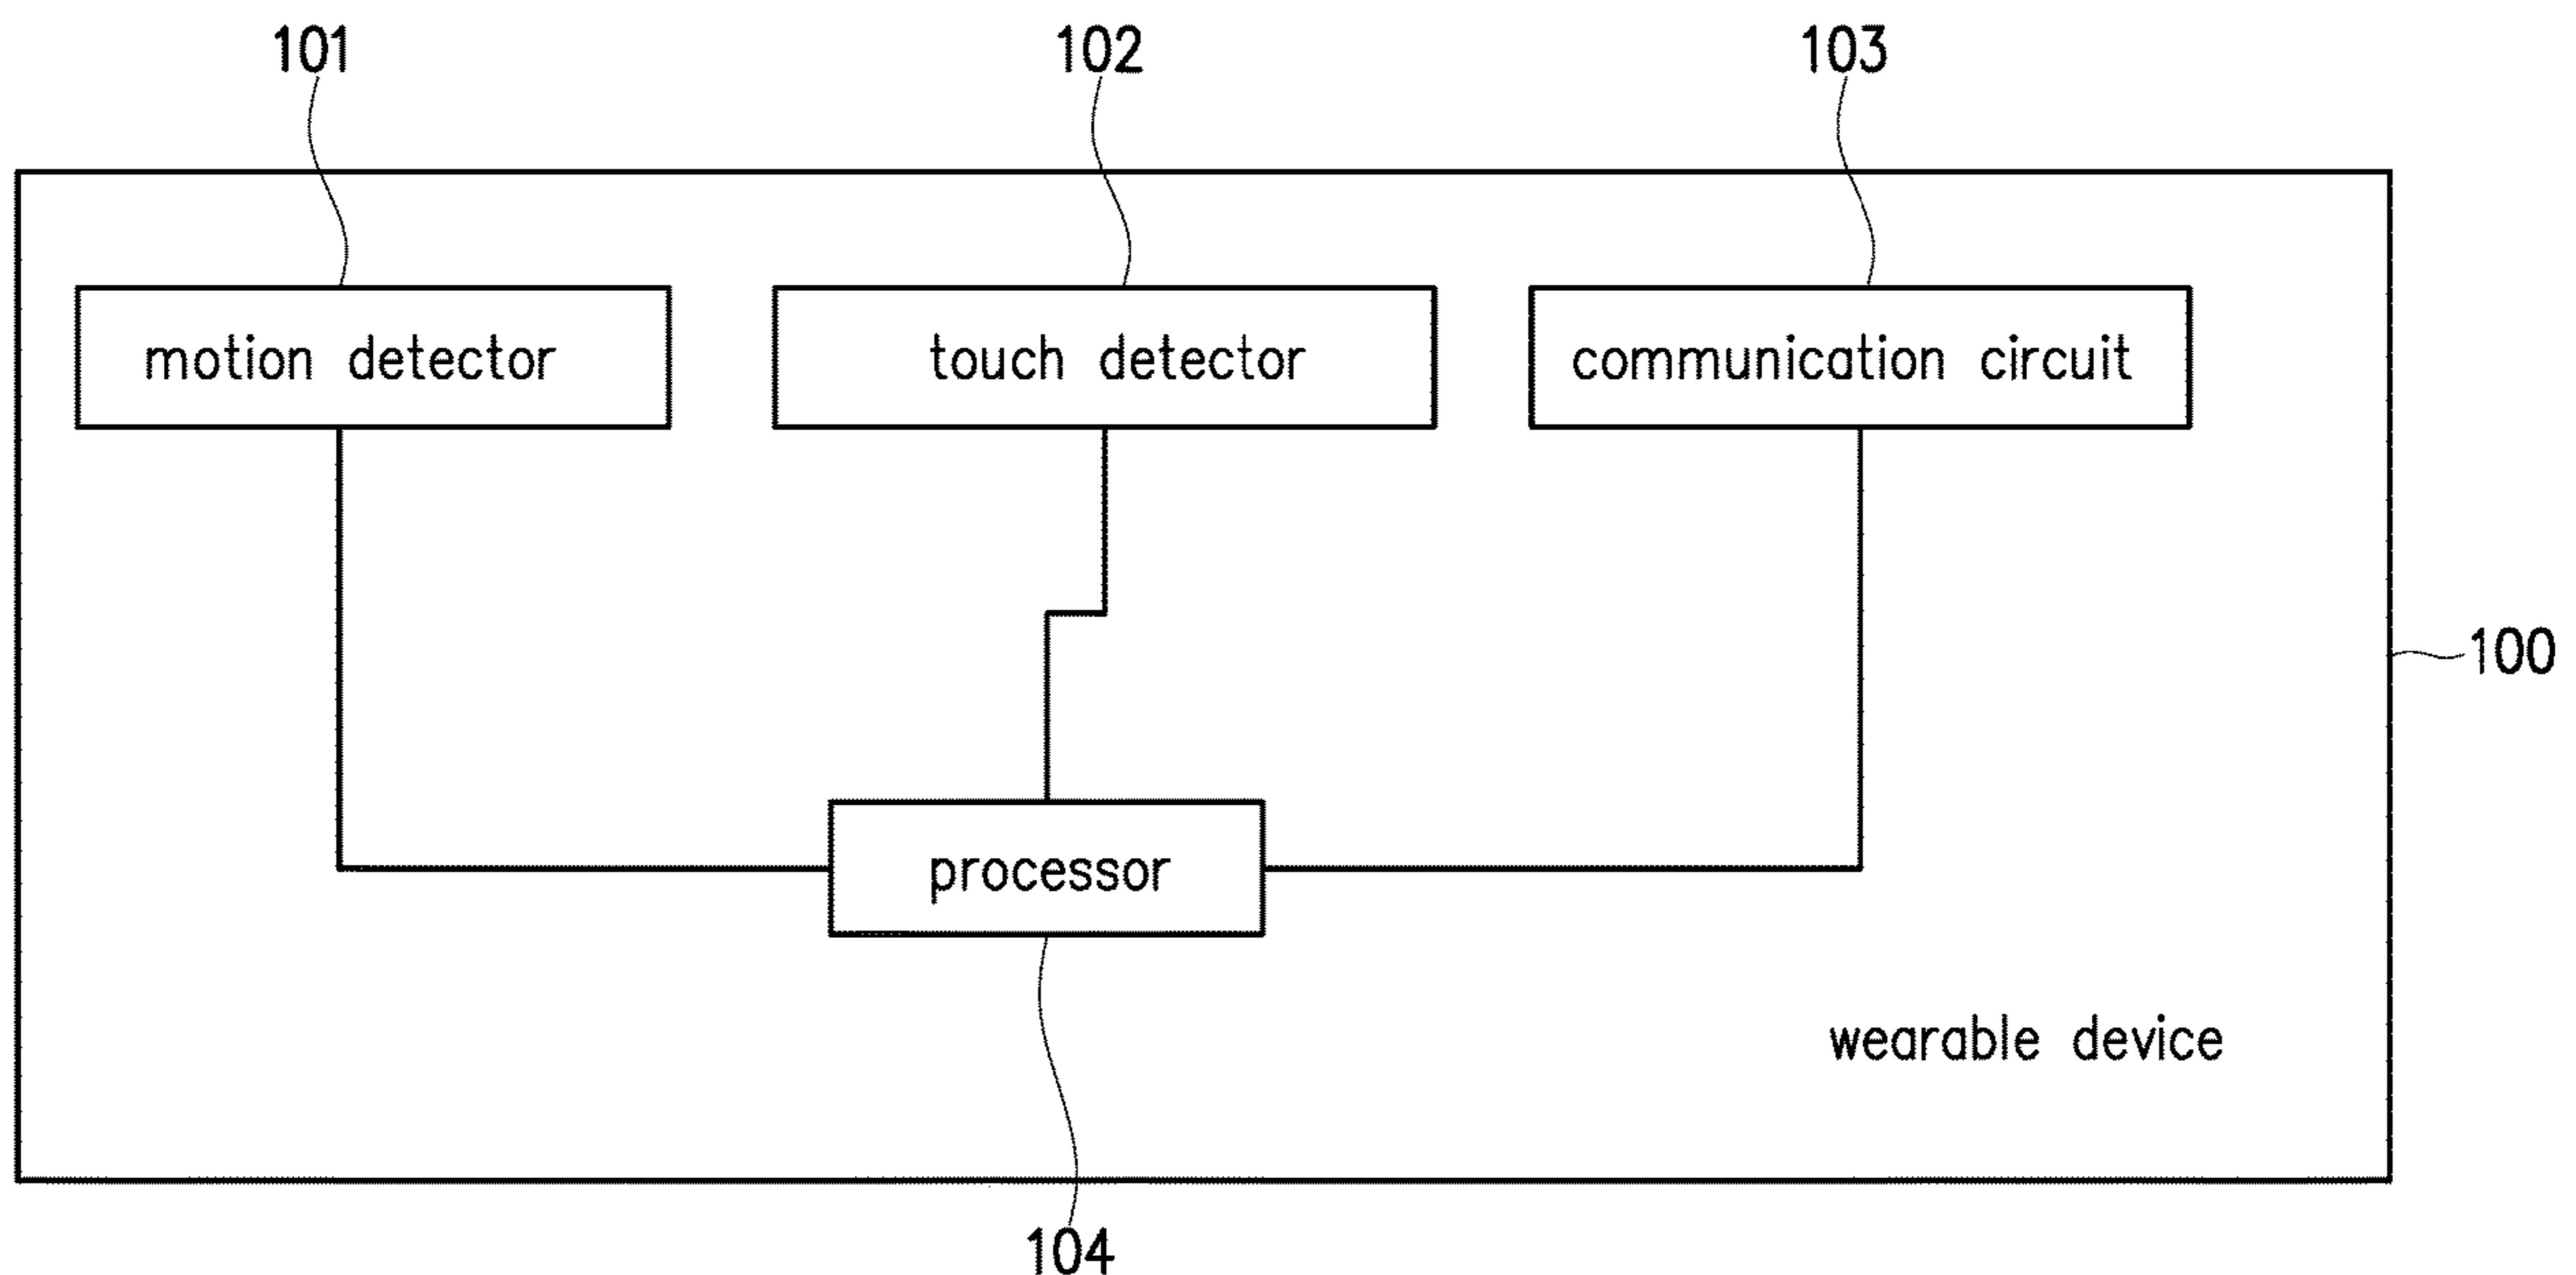 101 102 103
motion detector touch detector communication circuit
100
processor
wearable device
104